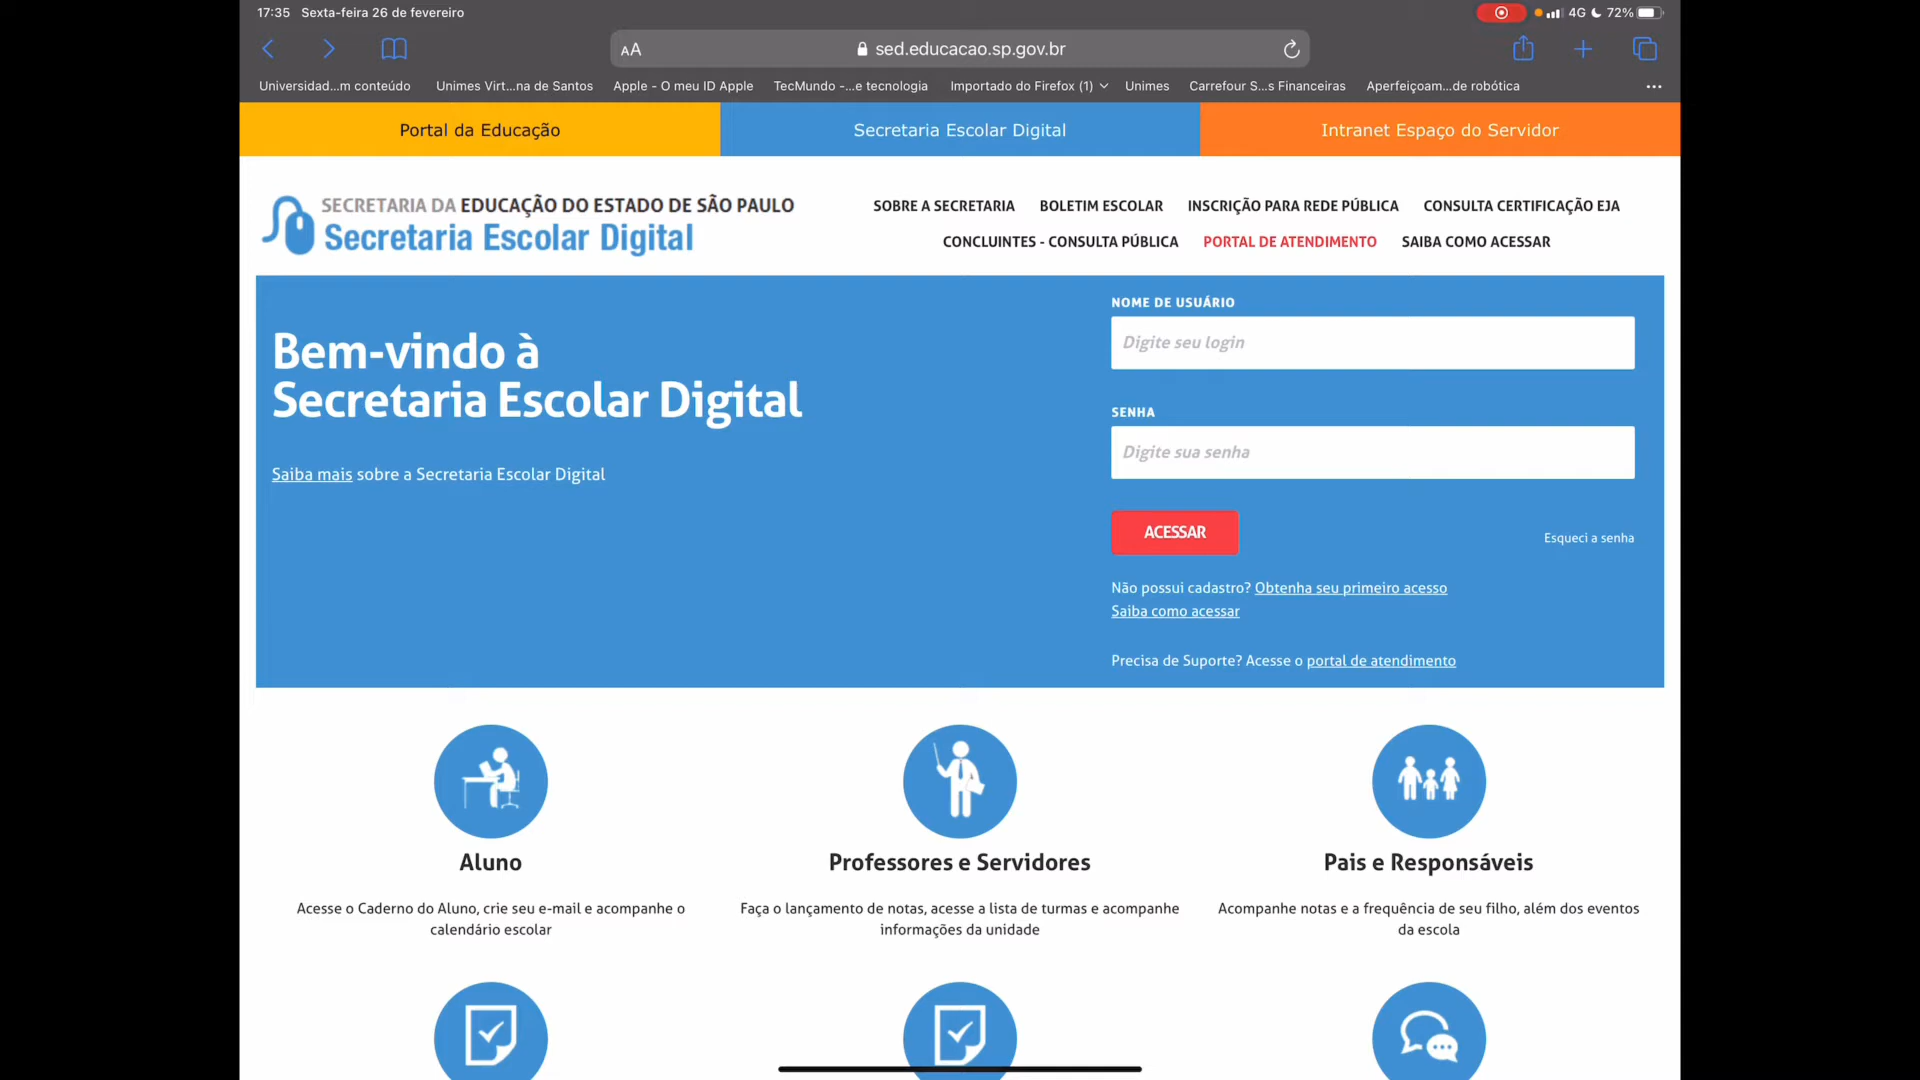 17:35 Sexta-feira 26 de fevereiro
4G 72%
AA sed.educacao.sp.gov.br
Universidad...m conteúdo Unimes Virt...na de Santos Apple - O meu ID Apple TecMundo -...e tecnologia Importado do Firefox (1) Unimes Carrefour S...s Financeiras Aperfeiçoam...de robótica
Portal da Educação Secretaria Escolar Digital Intranet Espaço do Servidor
SECRETARIA DA EDUCAÇÃO DO ESTADO DE SÃO PAULO
Secretaria Escolar Digital
SOBRE A SECRETARIA BOLETIM ESCOLAR INSCRIÇÃO PARA REDE PÚBLICA CONSULTA CERTIFICAÇÃO EJA
CONCLUINTES - CONSULTA PÚBLICA PORTAL DE ATENDIMENTO SAIBA COMO ACESSAR
Bem-vindo à
Secretaria Escolar Digital
Saiba mais sobre a Secretaria Escolar Digital
NOME DE USUÁRIO
Digite seu login
SENHA
Digite sua senha
ACESSAR
Esqueci a senha
Não possui cadastro? Obtenha seu primeiro acesso
Saiba como acessar
Precisa de Suporte? Acesse o portal de atendimento
Aluno
Acesse o Caderno do Aluno, crie seu e-mail e acompanhe o
calendário escolar
Professores e Servidores
Faça o lançamento de notas, acesse a lista de turmas e acompanhe
informações da unidade
Pais e Responsáveis
Acompanhe notas e a frequência de seu filho, além dos eventos
da escola